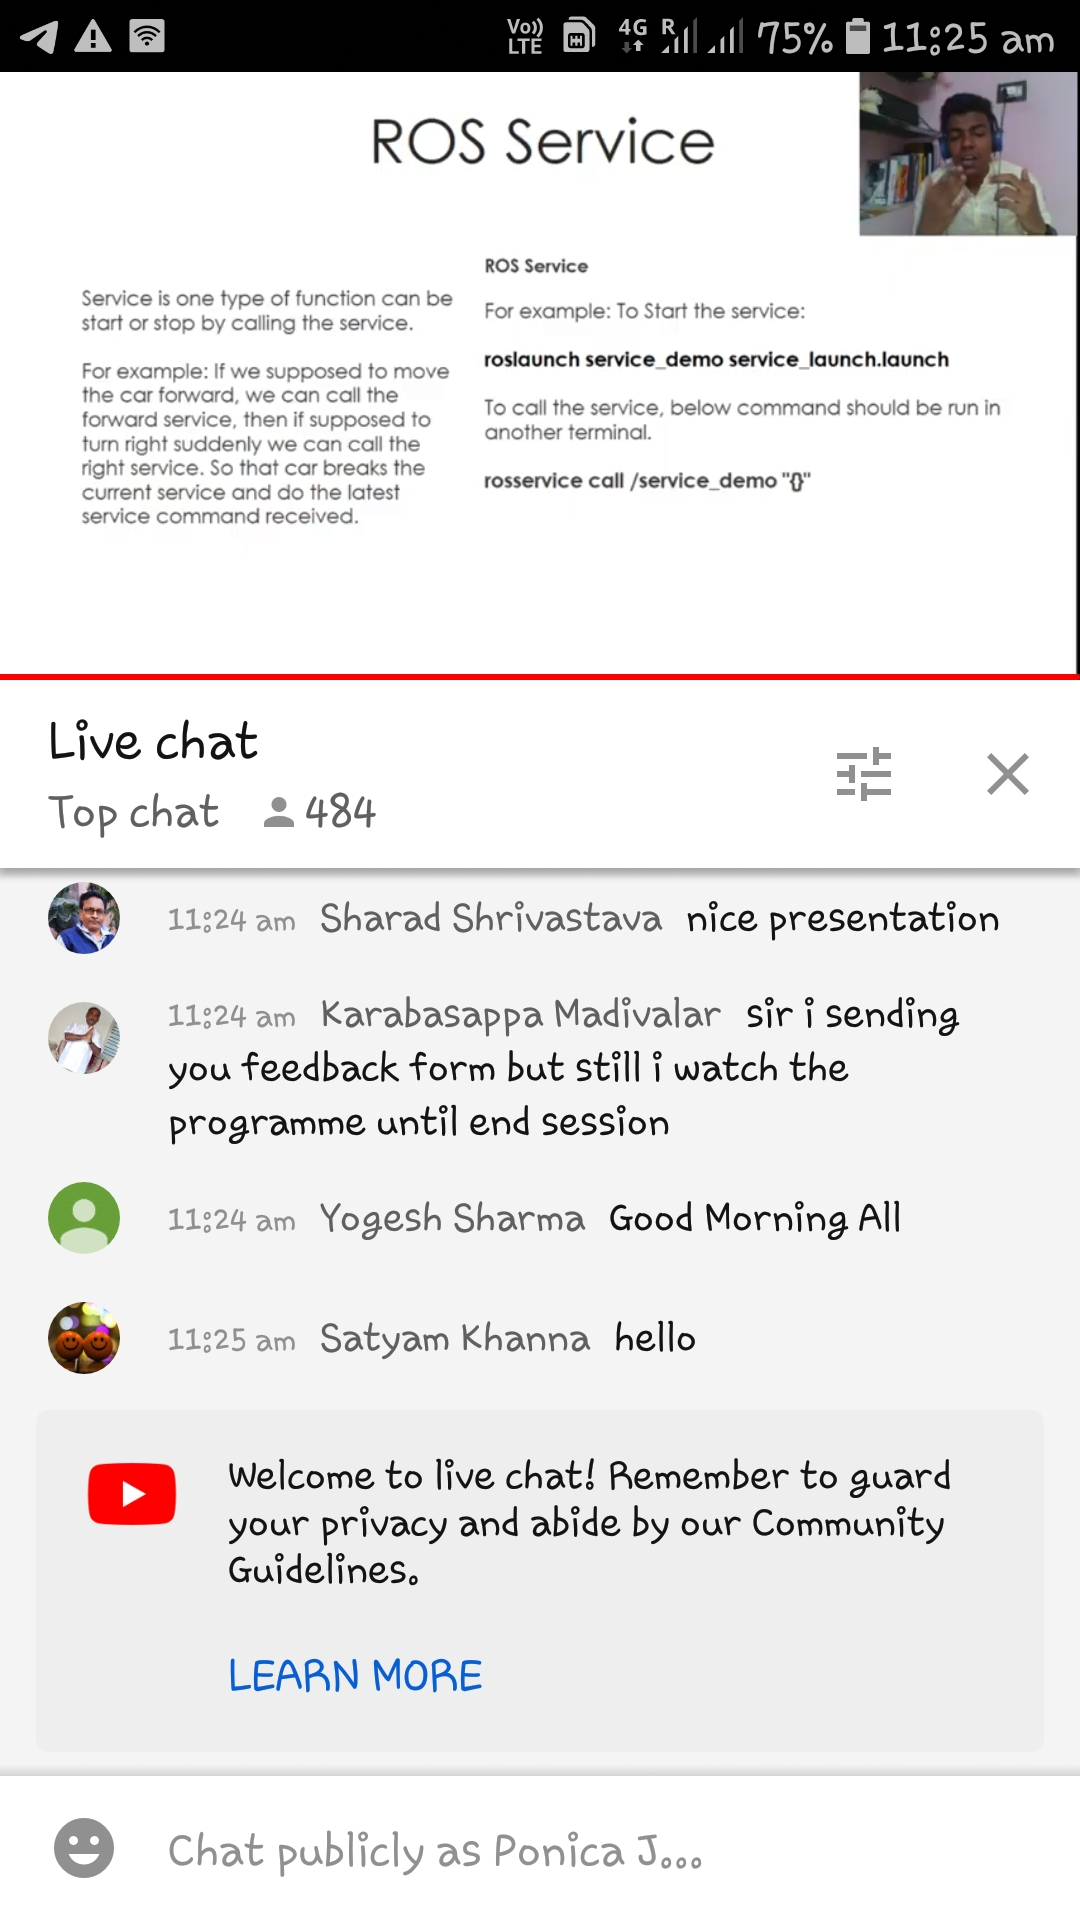 Vo)) LTE 4G R 75% 11:25 am
ROS Service
Service is one type of function can be
start or stop by calling the service.
For example: If we supposed to move
the car forward, we can call the
forward service, then if supposed to
turn right suddenly we can call the
right service. So that car breaks the
current service and do the latest
service command received.
ROS Service
For example: To Start the service:
roslaunch service_demo service_launch.launch
To call the service, below command should be run in
another terminal.
rosservice call /service_demo "{}"
Live chat
Top chat 484
11:24 am Sharad Shrivastava nice presentation
11:24 am Karabasappa Madivalar sir i sending
you feedback form but still i watch the
programme until end session
11:24 am Yogesh Sharma Good Morning All
11:25 am Satyam Khanna hello
Welcome to live chat! Remember to guard
your privacy and abide by our Community
Guidelines.
LEARN MORE
Chat publicly as Ponica J...